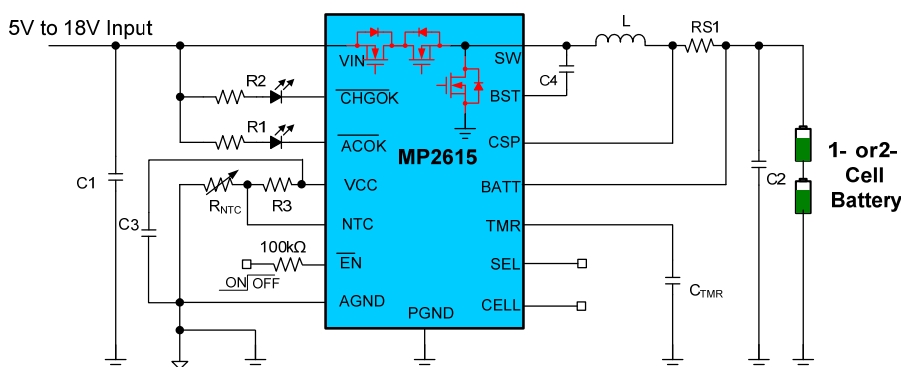 5V to 18V Input
L
RS1
VIN
SW
C4
R2
CHGOK
BST
R1
ACOK
CSP
MP2615
C1
VCC
BATT
C2
1- or2-
Cell
Battery
RNTC
R3
C3
NTC
TMR
100kΩ
EN
SEL
ON OFF
CTMR
AGND
CELL
PGND